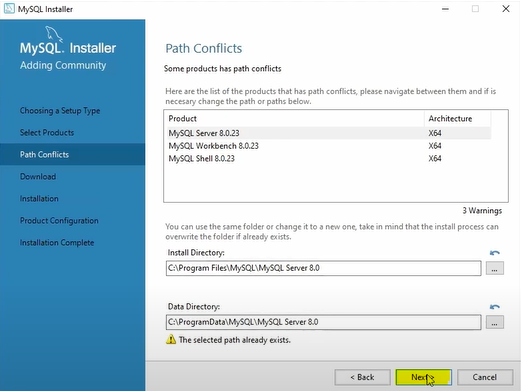 MySQL Installer
MySQL. Installer
Adding Community
Choosing a Setup Type
Select Products
Path Conflicts
Download
Installation
Product Configuration
Installation Complete
Path Conflicts
Some products has path conflicts
Here are the list of the products that has path conflicts, please navigate between them and if is
necesary change the path or paths below.
Product Architecture
MySQL Server 8.0.23 X64
MySQL Workbench 8.0.23 X64
MySQL Shell 8.0.23 X64
3 Warnings
You can use the same folder or change it to a new one, take in mind that the install process can
overwrite the folder if already exists.
Install Directory:
C:\Program Files\MySQL\MySQL Server 8.0
...
Data Directory:
C:\ProgramData\MySQL\MySQL Server 8.0
...
The selected path already exists.
< Back Next > Cancel